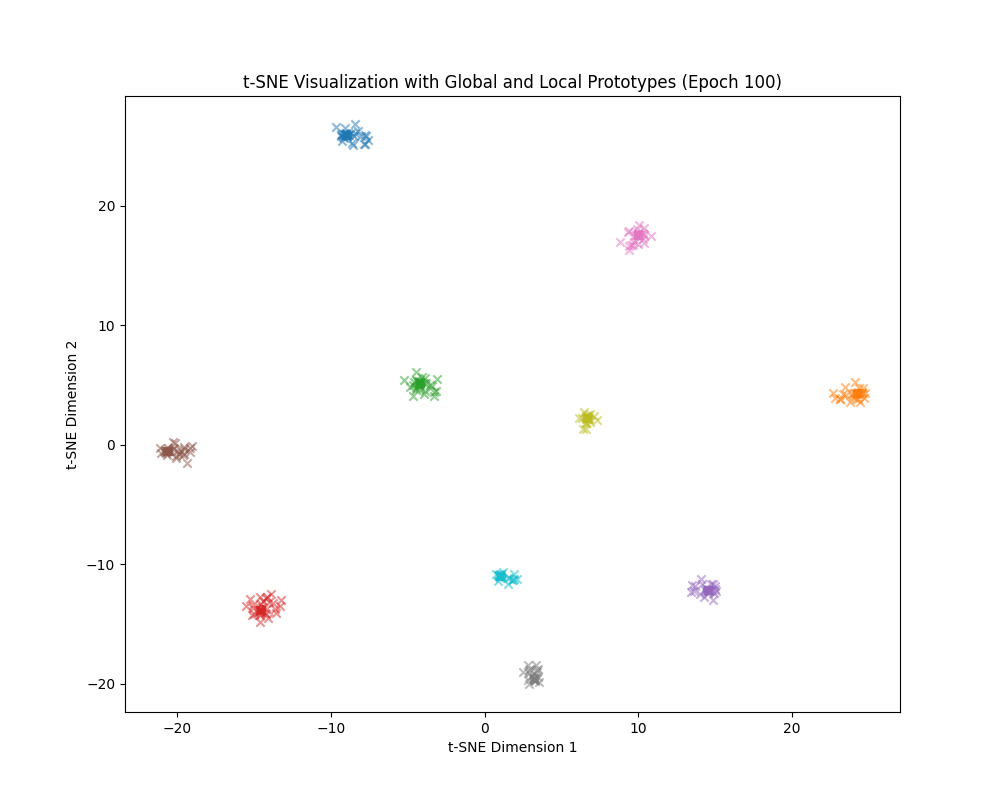 t-SNE Visualization with Global and Local Prototypes (Epoch 100)
20
10
0
−10
−20
t-SNE Dimension 2
−20 −10 0 10 20
t-SNE Dimension 1